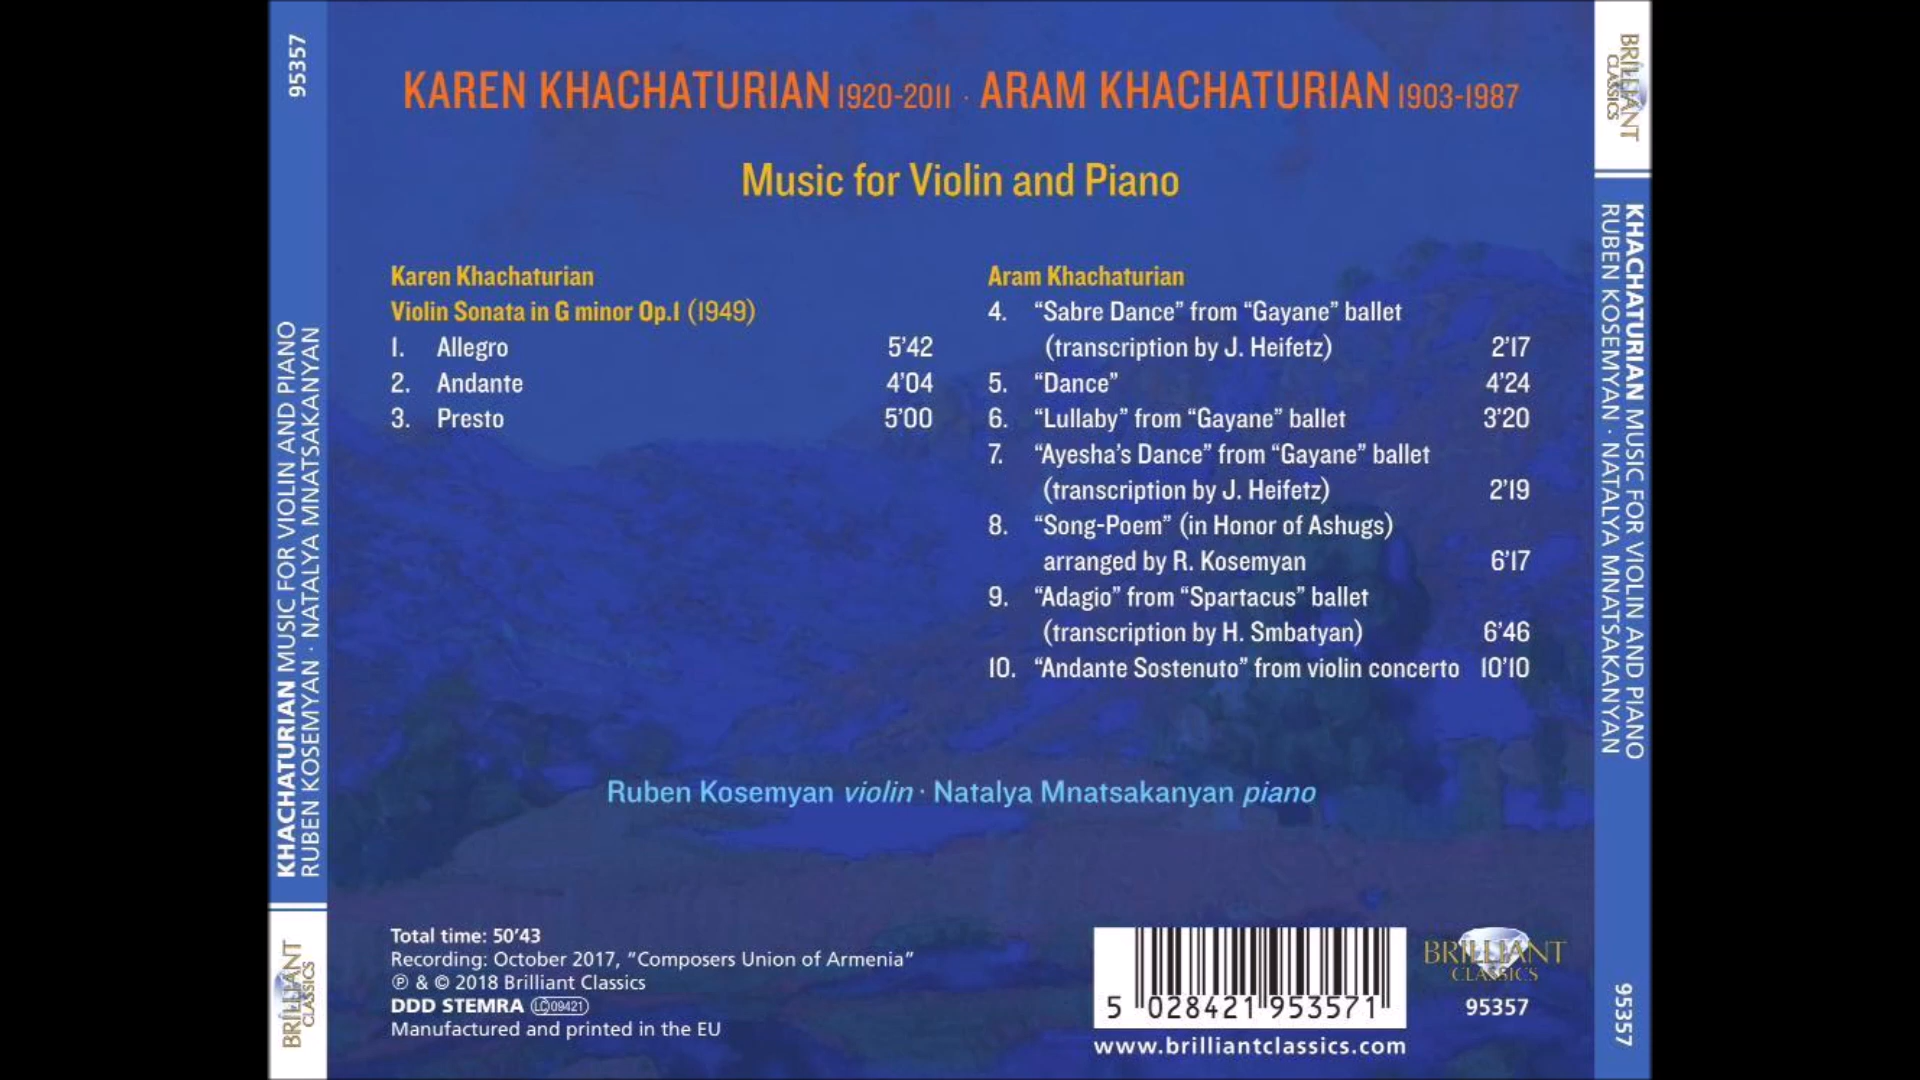 95357
KHACHATURIAN MUSIC FOR VIOLIN AND PIANO
RUBEN KOSEMYAN · NATALYA MNATSAKANYAN
BRILLIANT
CLASSICS
KAREN KHACHATURIAN 1920-2011 · ARAM KHACHATURIAN 1903-1987
Music for Violin and Piano
Karen Khachaturian
Violin Sonata in G minor Op.1 (1949)
1. Allegro 5’42
2. Andante 4’04
3. Presto 5’00
Aram Khachaturian
4. “Sabre Dance” from “Gayane” ballet
(transcription by J. Heifetz) 2’17
5. “Dance” 4’24
6. “Lullaby” from “Gayane” ballet 3’20
7. “Ayesha’s Dance” from “Gayane” ballet
(transcription by J. Heifetz) 2’19
8. “Song-Poem” (in Honor of Ashugs)
arranged by R. Kosemyan 6’17
9. “Adagio” from “Spartacus” ballet
(transcription by H. Smbatyan) 6’46
10. “Andante Sostenuto” from violin concerto 10’10
Ruben Kosemyan violin · Natalya Mnatsakanyan piano
Total time: 50’43
Recording: October 2017, ”Composers Union of Armenia”
℗ & © 2018 Brilliant Classics
DDD STEMRA LC 09421
Manufactured and printed in the EU
5 028421 953571
www.brilliantclassics.com
BRILLIANT
CLASSICS
95357
BRILLIANT
CLASSICS
KHACHATURIAN MUSIC FOR VIOLIN AND PIANO
RUBEN KOSEMYAN · NATALYA MNATSAKANYAN
95357